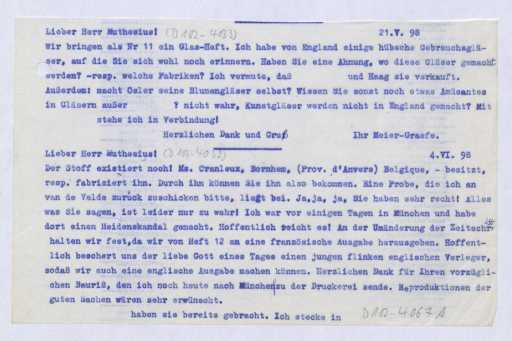 Lieber Herr Muthesius! (D 102-4033) 21.V. 98
Wir bringen als Nr 11 ein Glas-Heft. Ich habe von England einige hübsche Gebrauchsglä-
ser, auf die Sie sich wohl noch erinnern. Haben Sie eine Ahnung, wo diese Gläser gemacht
werden? -resp. welche Fabriken? Ich vermute, daß und Haag sie verkauft.
Außerdem: macht Osler seine Blumengläser selbst? Wissen Sie sonst noch etwas Amüsantes
in Gläsern außer ? nicht wahr, Kunstgläser werden nicht in England gemacht? Mit
stehe ich in Verbindung!
Herzlichen Dank und Gruß Ihr Meier-Graefe.
Lieber Herr Muthesius! 4.VI. 98
Der Stoff existiert noch! Ms. Cranleux, Bornhem, (Prov. d'Anvers) Belgique, - besitzt,
resp. fabriziert ihn. Durch ihn können Sie ihn also bekommen. Eine Probe, die ich an
van de Velde zurück zuschicken bitte, liegt bei. Ja,ja, ja, Sie haben sehr recht! Alles
was Sie sagen, ist leider nur zu wahr! Ich war vor einigen Tagen in München und habe
dort einen Heidenskandal gemacht. Hoffentlich reicht es! An der Umänderung der Zeitschr
halten wir fest,da wir von Heft 12 am eine französische Ausgabe herausgeben. Hoffent-
lich beschert uns der liebe Gott eines Tages einen jungen flinken englischen Verleger,
sodaß wir auch eine englische Ausgabe machen können. Herzlichen Dank für Ihren vorzügli-
chen Bauriß, den ich noch heute nach München zu der Druckerei sende. Reproduktionen der
guten Sachen wären sehr erwünscht.
haben sie bereits gebracht. Ich stecke in D102-4067A